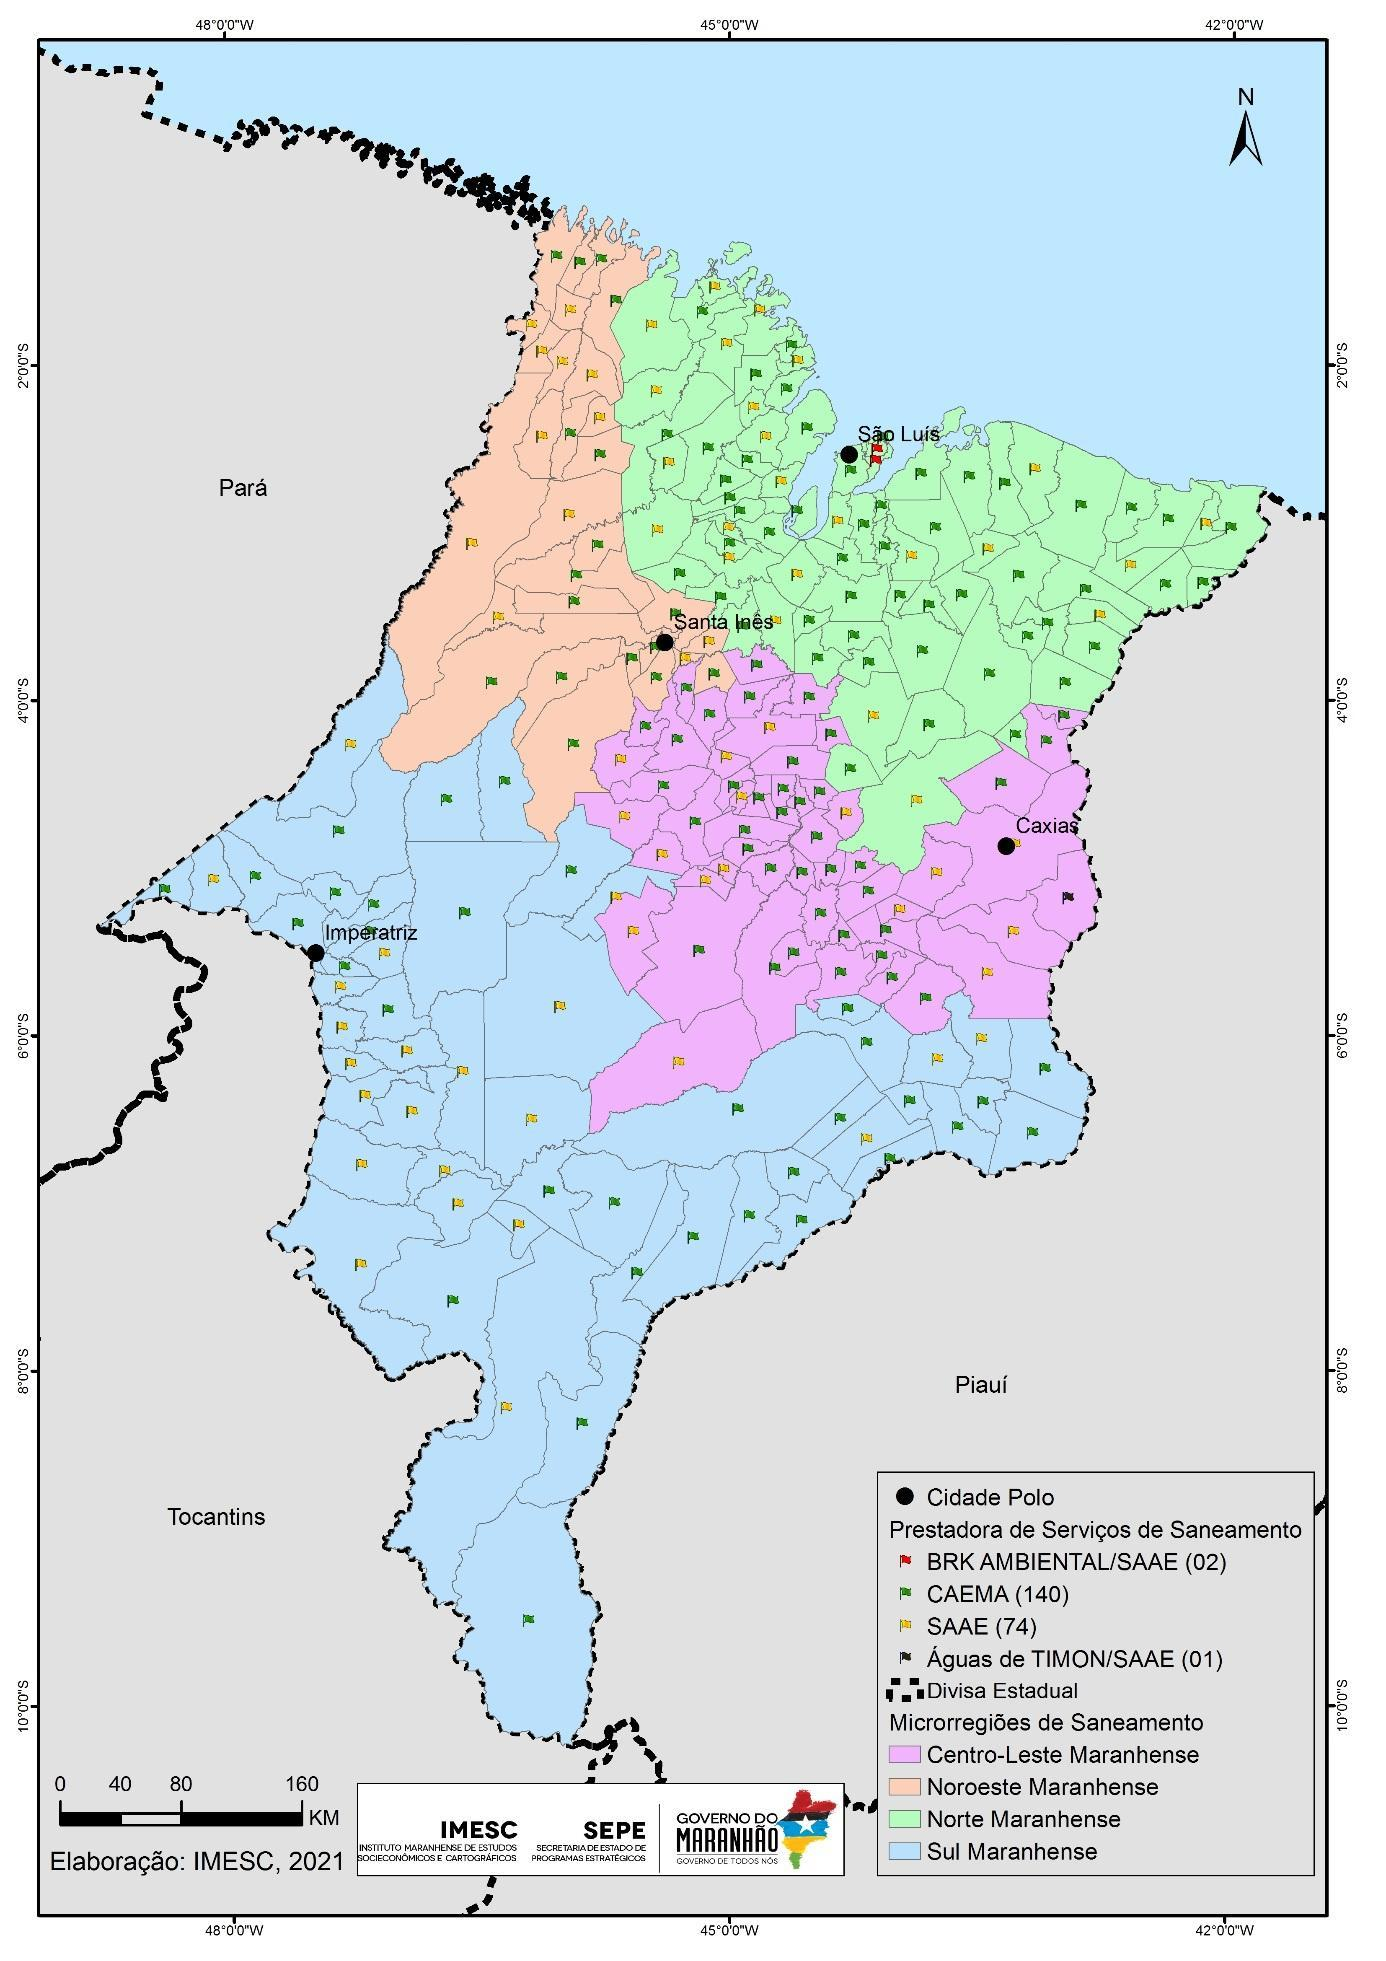 48°0'0"W
45°0'0"W
42°0'0"W
N
2°0'0"S
2°0'0"S
São Luís
Pará
Santa Inês
4°0'0"S
4°0'0"S
Caxias
Imperatriz
6°0'0"S
6°0'0"S
8°0'0"S
8°0'0"S
Piauí
Tocantins
Cidade Polo
Prestadora de Serviços de Saneamento
BRK AMBIENTAL/SAAE (02)
CAEMA (140)
SAAE (74)
Águas de TIMON/SAAE (01)
Divisa Estadual
Microrregiões de Saneamento
Centro-Leste Maranhense
Noroeste Maranhense
Norte Maranhense
Sul Maranhense
10°0'0"S
10°0'0"S
0 40 80 160
KM
Elaboração: IMESC, 2021
IMESC
INSTITUTO MARANHENSE DE ESTUDOS
SOCIECONÔMICOS E CARTOGRÁFICOS
SEPE
SECRETARIA DE ESTADO DE
PROGRAMAS ESTRATÉGICOS
GOVERNO DO
MARANHÃO
GOVERNO DE TODOS NÓS
48°0'0"W
45°0'0"W
42°0'0"W